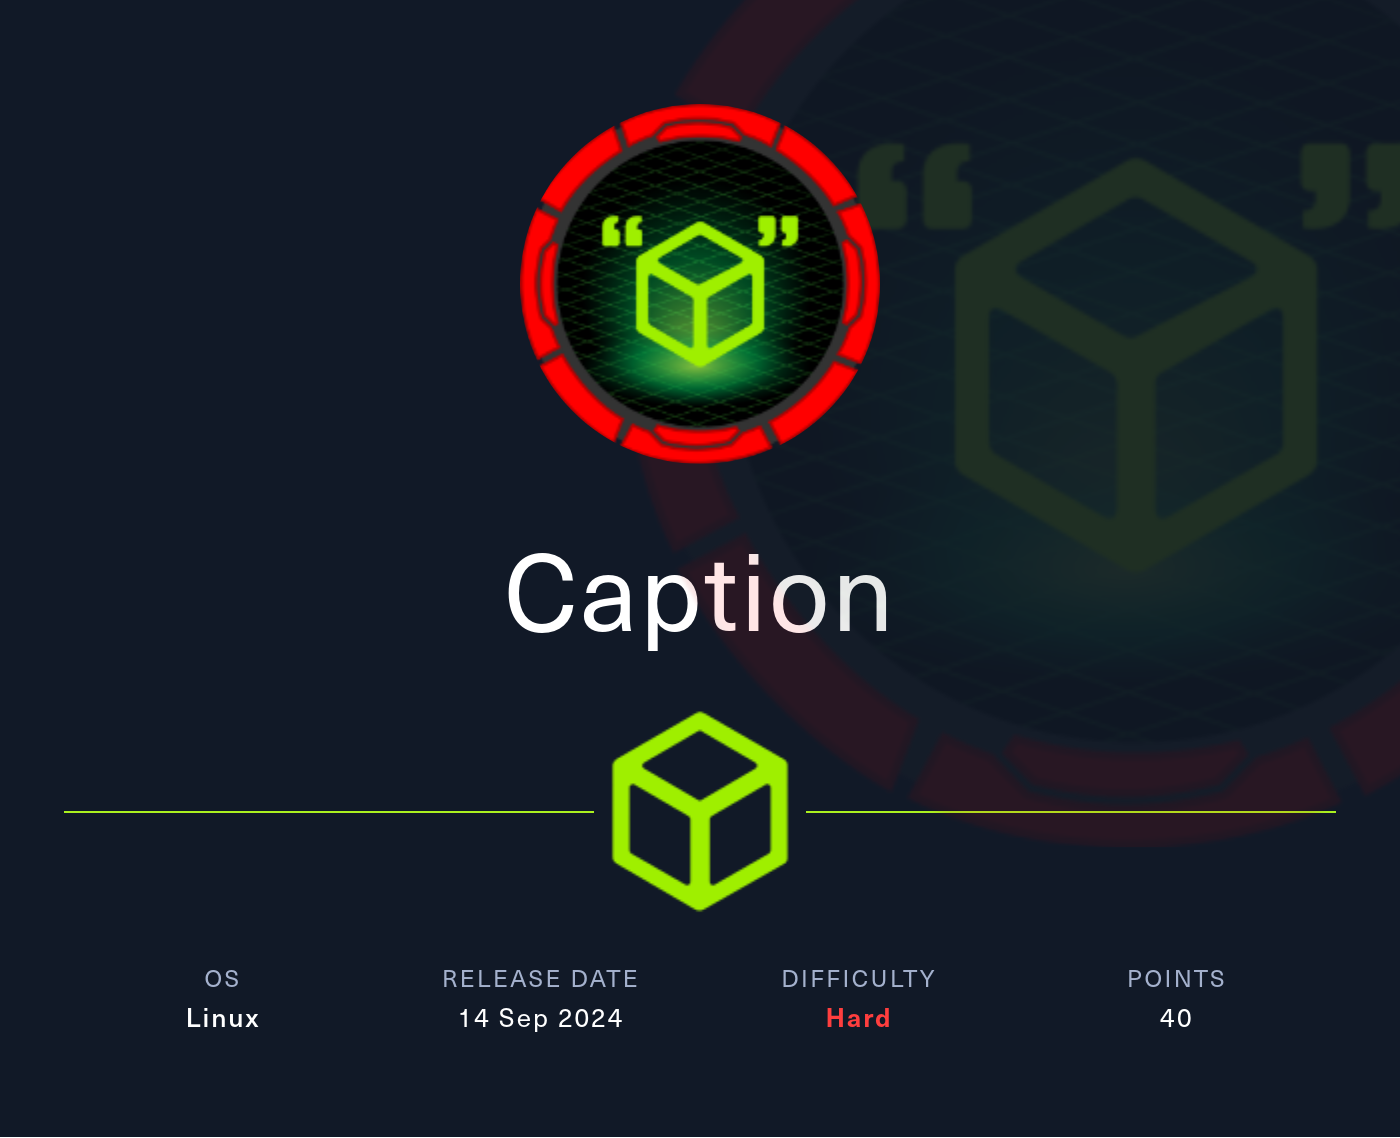 “ ”
Caption
OS
Linux
RELEASE DATE
14 Sep 2024
DIFFICULTY
Hard
POINTS
40